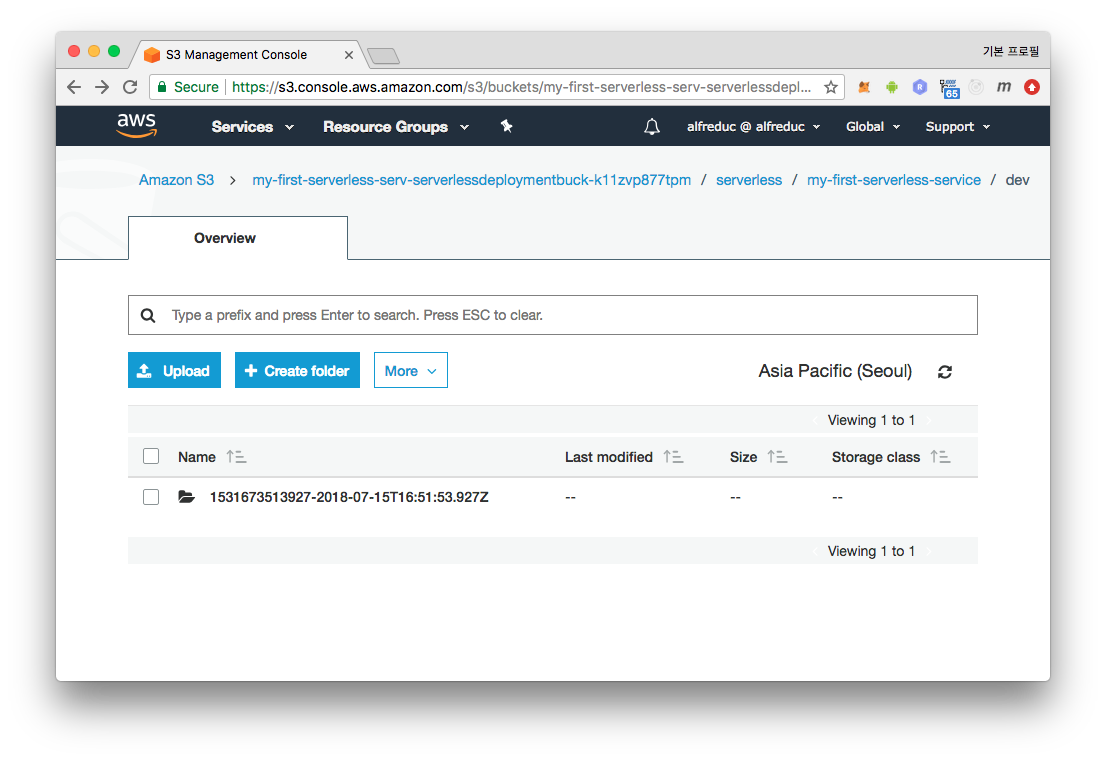 S3 Management Console
기본 프로필
Secure https://s3.console.aws.amazon.com/s3/buckets/my-first-serverless-serv-serverlessdepl...
R
65
m
aws Services Resource Groups alfreduc @ alfreduc Global Support
Amazon S3 > my-first-serverless-serv-serverlessdeploymentbuck-k11zvp877tpm / serverless / my-first-serverless-service / dev
Overview
Type a prefix and press Enter to search. Press ESC to clear.
Upload + Create folder More Asia Pacific (Seoul)
Viewing 1 to 1
Name Last modified Size Storage class
1531673513927-2018-07-15T16:51:53.927Z -- -- --
Viewing 1 to 1